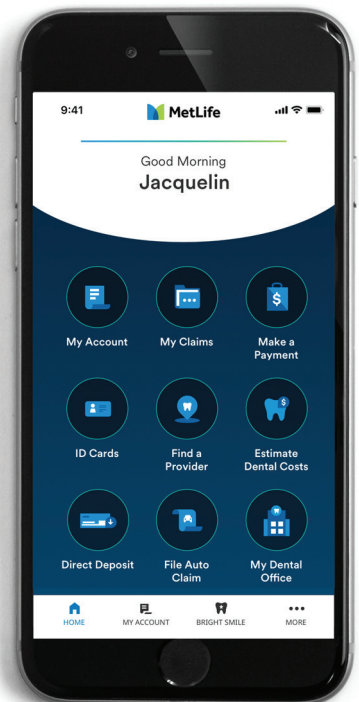 9:41
MetLife
Good Morning
Jacquelin
My Account
My Claims
Make a
Payment
$
ID Cards
Find a
Provider
Estimate
Dental Costs
$
Direct Deposit
File Auto
Claim
My Dental
Office
HOME
MY ACCOUNT
BRIGHT SMILE
MORE